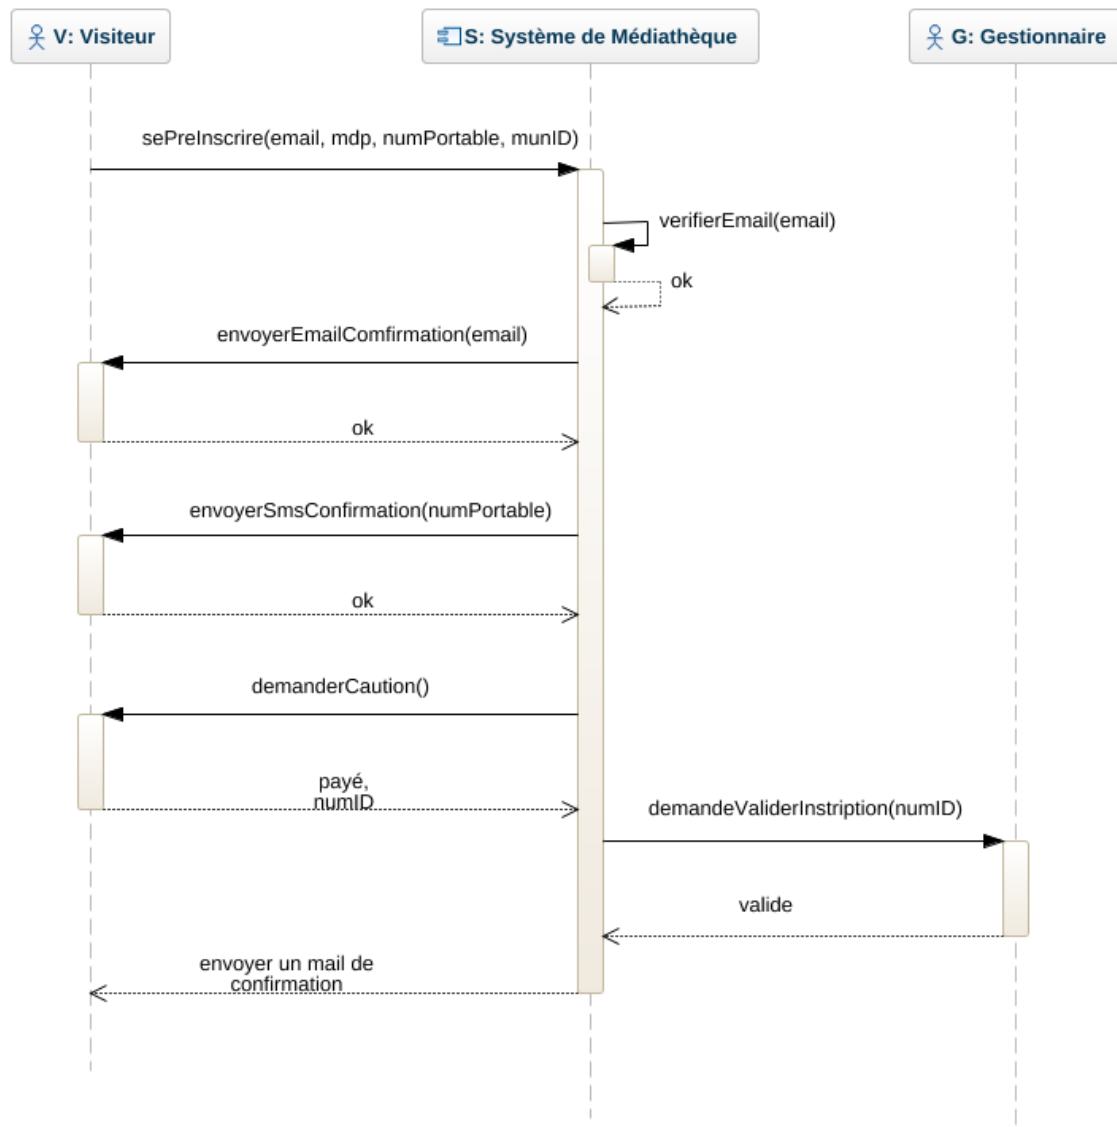 V: Visiteur
S: Système de Médiathèque
G: Gestionnaire
sePreInscrire(email, mdp, numPortable, munID)
verifierEmail(email)
ok
envoyerEmailComfirmation(email)
ok
envoyerSmsConfirmation(numPortable)
ok
demanderCaution()
payé,
numID
demandeValiderInstription(numID)
valide
envoyer un mail de
confirmation